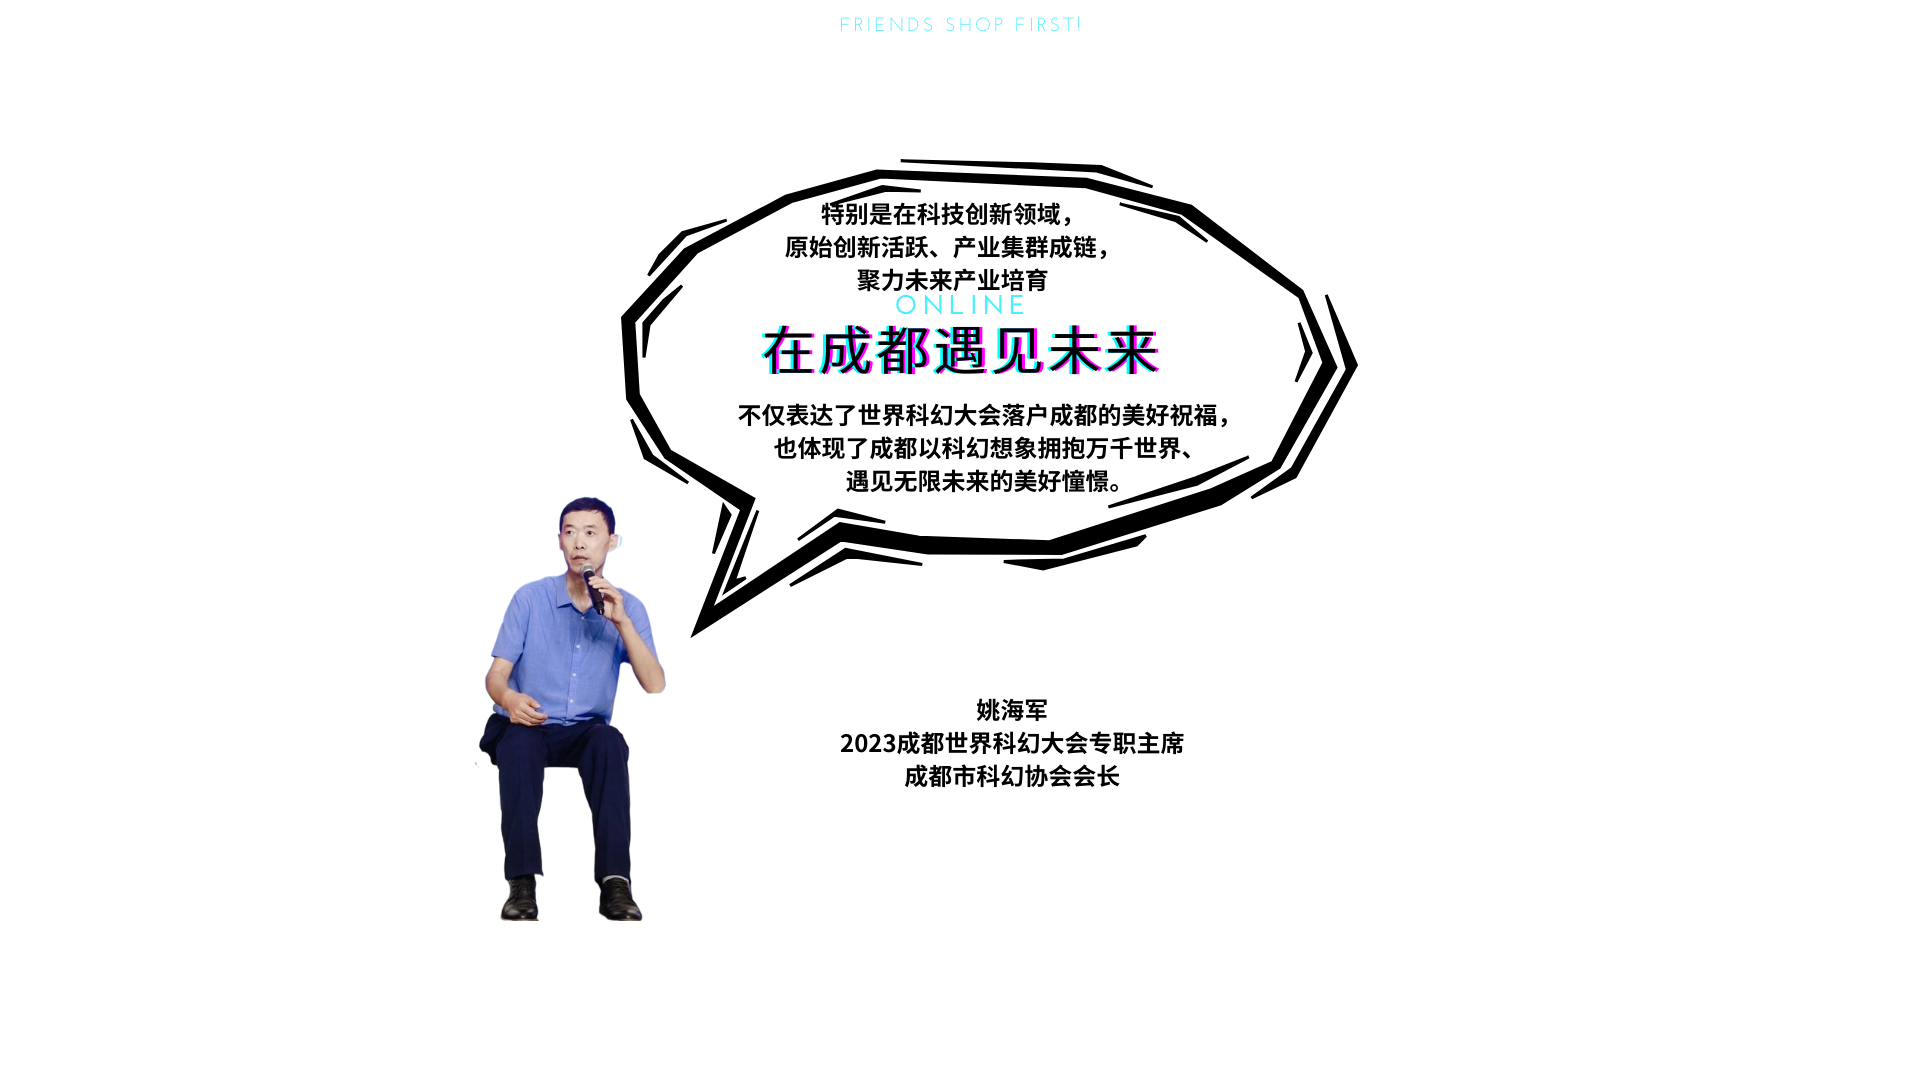 FRIENDS SHOP FIRST!
特别是在科技创新领域，
原始创新活跃、产业集群成链，
聚力未来产业培育
ONLINE
在成都遇见未来
不仅表达了世界科幻大会落户成都的美好祝福，
也体现了成都以科幻想象拥抱万千世界、
遇见无限未来的美好憧憬。
姚海军
2023成都世界科幻大会专职主席
成都市科幻协会会长